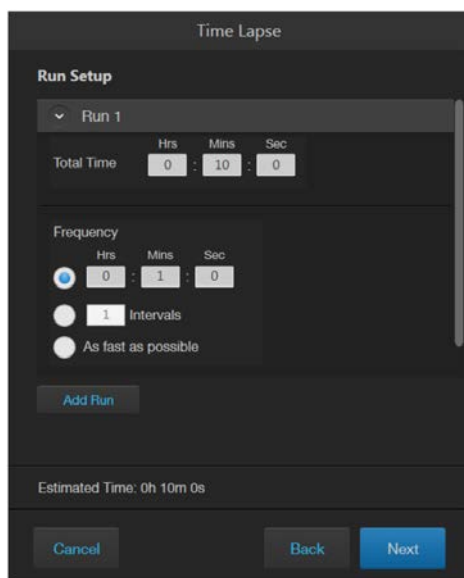 Time Lapse
Run Setup
Run 1
Hrs Mins Sec
Total Time 0 : 10 : 0
Frequency
Hrs Mins Sec
0 : 1 : 0
1 Intervals
As fast as possible
Add Run
Estimated Time: 0h 10m 0s
Cancel Back Next